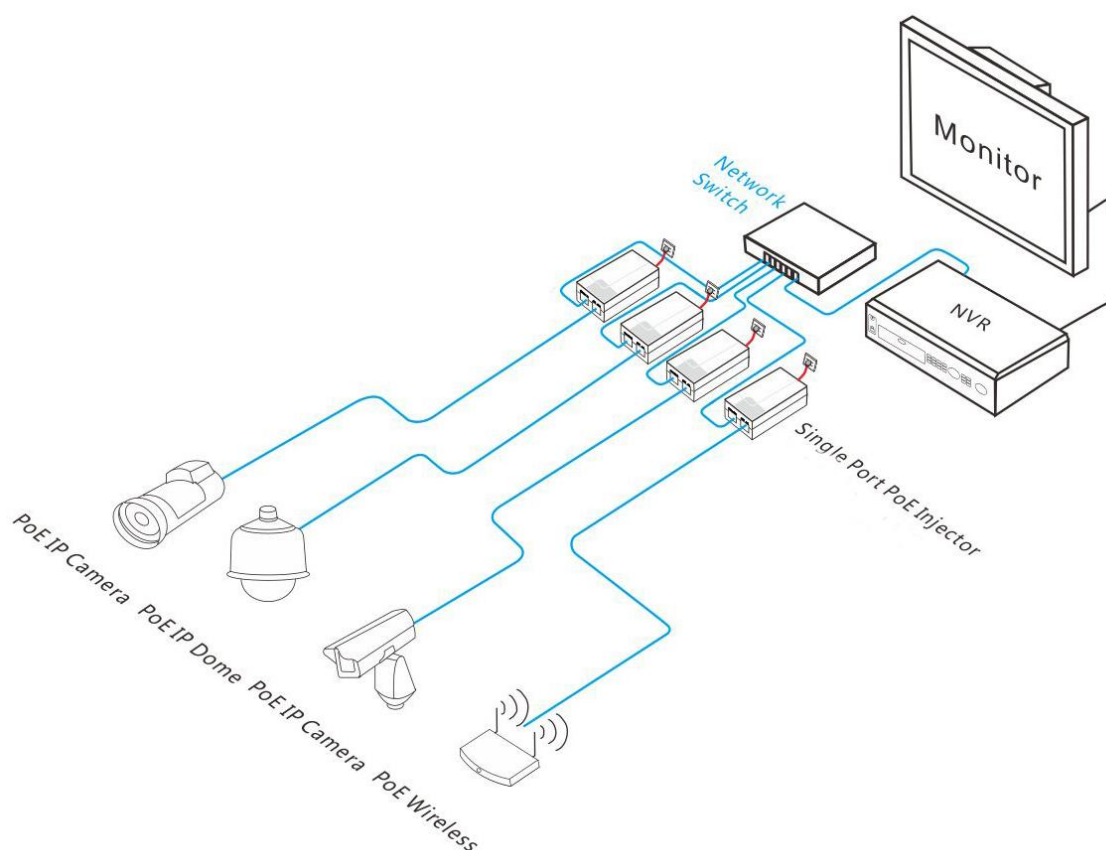 Monitor
Network
Switch
NVR
Single Port PoE Injector
PoE IP Camera
PoE IP Dome
PoE IP Camera
PoE Wireless